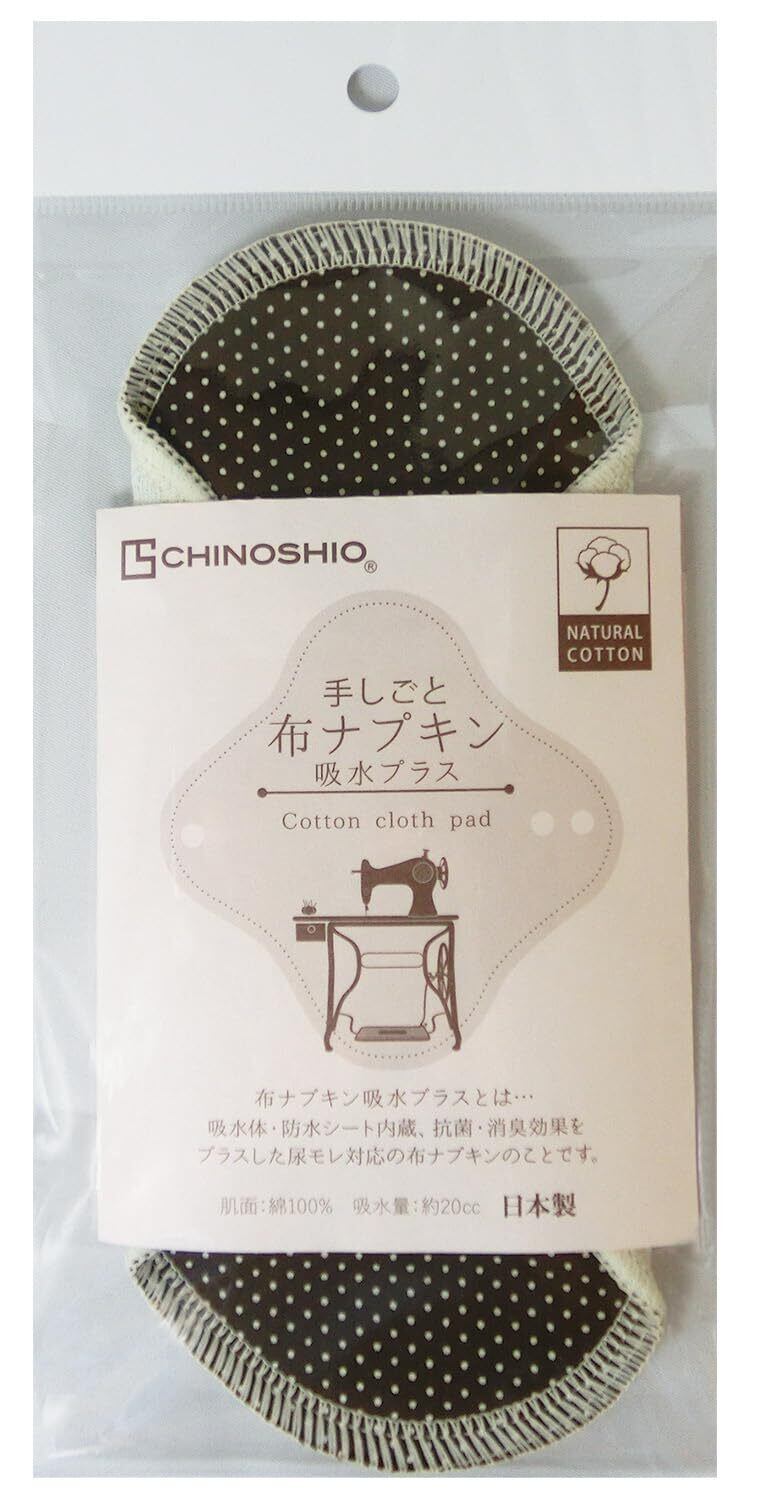 CHINOSHIO®
NATURAL
COTTON
手しごと
布ナプキン
吸水プラス
Cotton cloth pad
布ナプキン吸水プラスとは…
吸水体・防水シート内蔵、抗菌・消臭効果を
プラスした尿モレ対応の布ナプキンのことです。
肌面：綿100%　吸水量：約20cc　日本製